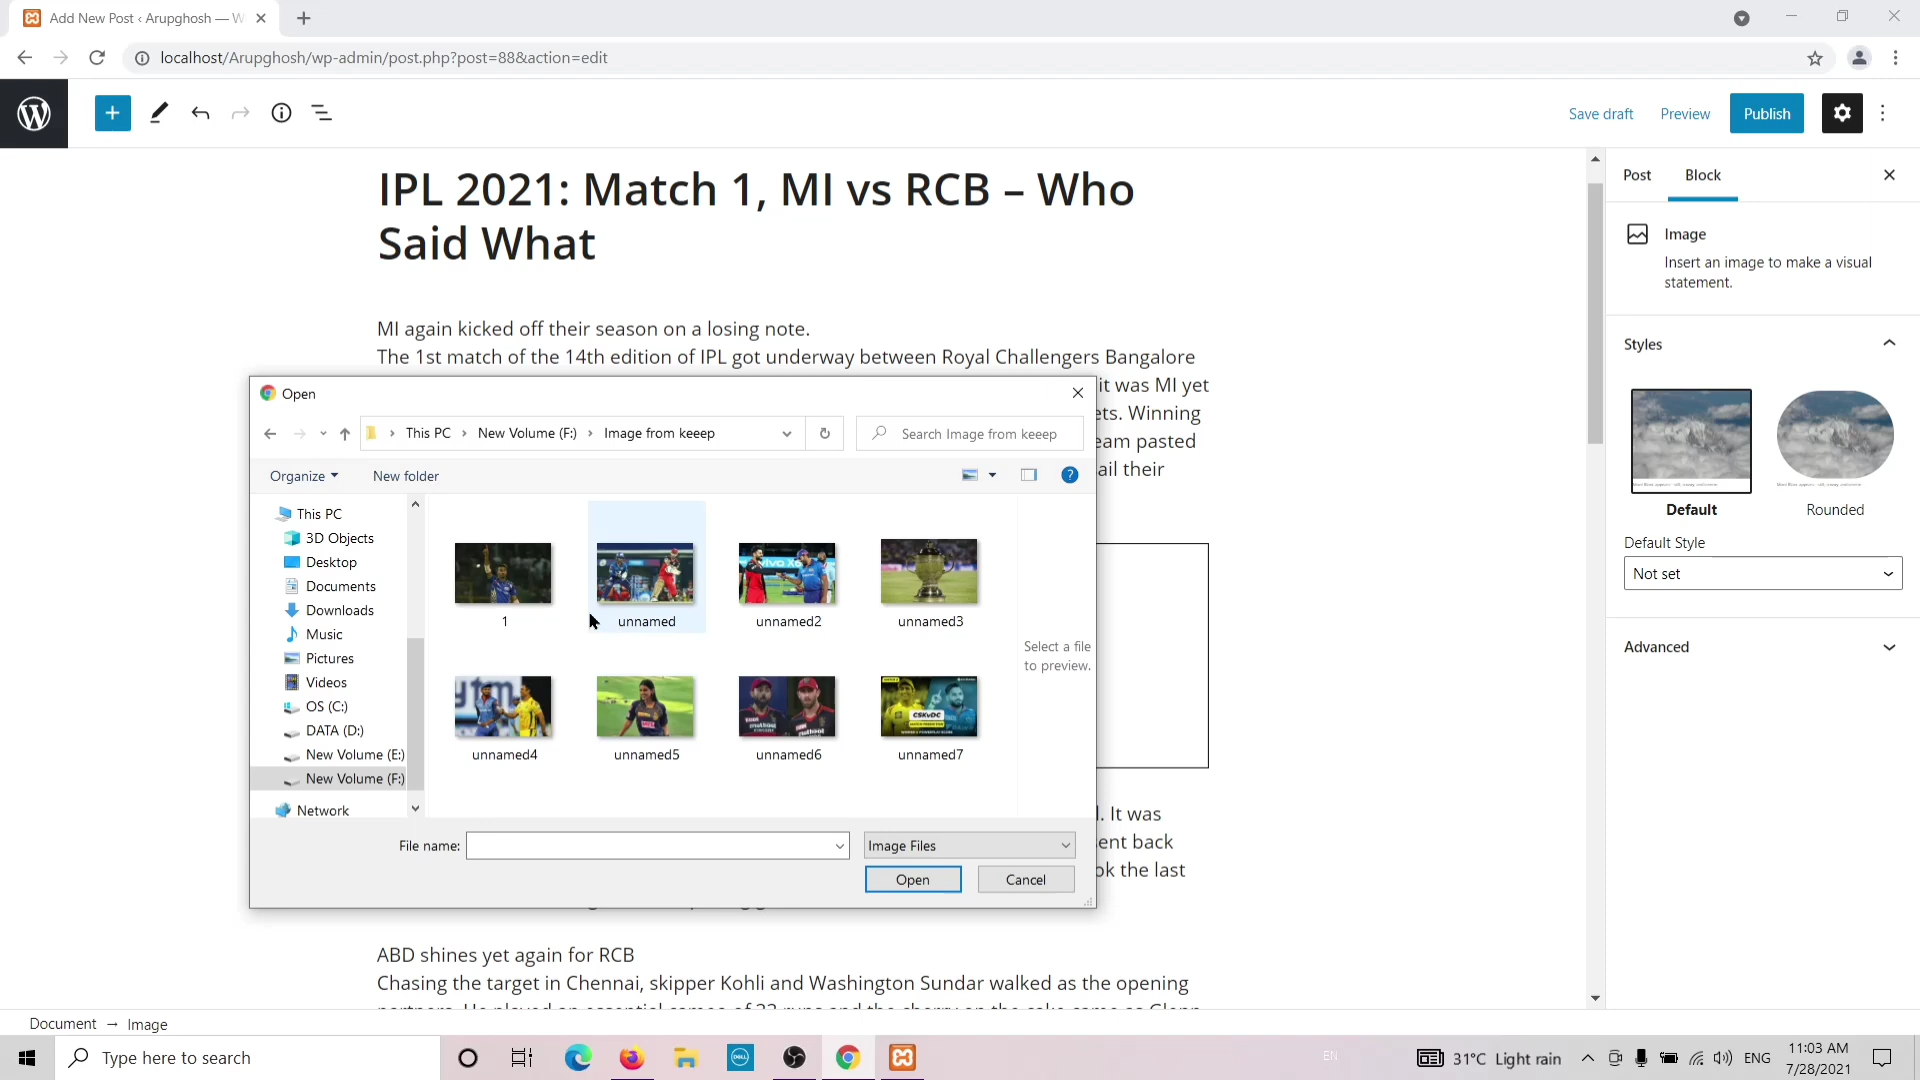 Add New Post ‹ Arupghosh — W
localhost/Arupghosh/wp-admin/post.php?post=88&action=edit
Save draft
Preview
Publish
IPL 2021: Match 1, MI vs RCB – Who
Said What
MI again kicked off their season on a losing note.
The 1st match of the 14th edition of IPL got underway between Royal Challengers Bangalore
it was MI yet
ets. Winning
eam pasted
ail their
Open
This PC
New Volume (F:)
Image from keeep
Search Image from keeep
Organize
New folder
This PC
3D Objects
Desktop
Documents
Downloads
Music
Pictures
Videos
OS (C:)
DATA (D:)
New Volume (E:)
New Volume (F:)
Network
1
unnamed
unnamed2
unnamed3
unnamed4
unnamed5
unnamed6
unnamed7
Select a file
to preview.
File name:
Image Files
Open
Cancel
l. It was
ent back
ok the last
ABD shines yet again for RCB
Chasing the target in Chennai, skipper Kohli and Washington Sundar walked as the opening
Post
Block
Image
Insert an image to make a visual
statement.
Styles
Default
Rounded
Default Style
Not set
Advanced
Document → Image
Type here to search
EN
31°C Light rain
ENG
11:03 AM
7/28/2021